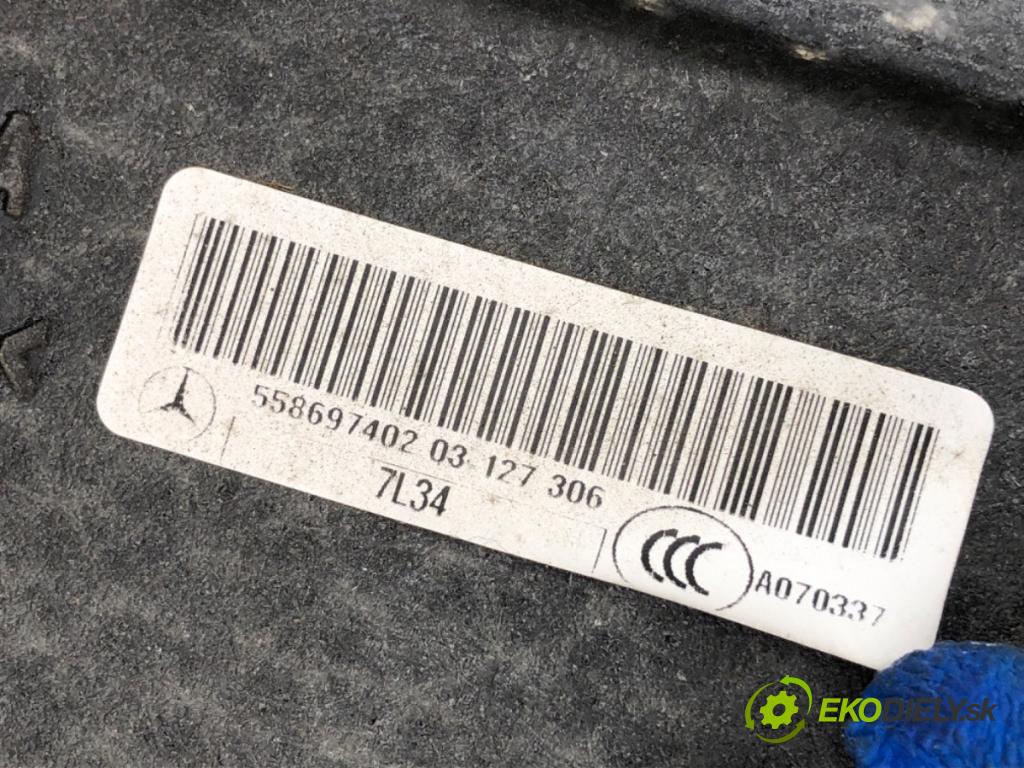 558697402 03 127 306
7L34
CCC
A070337
EKODIELY.sk